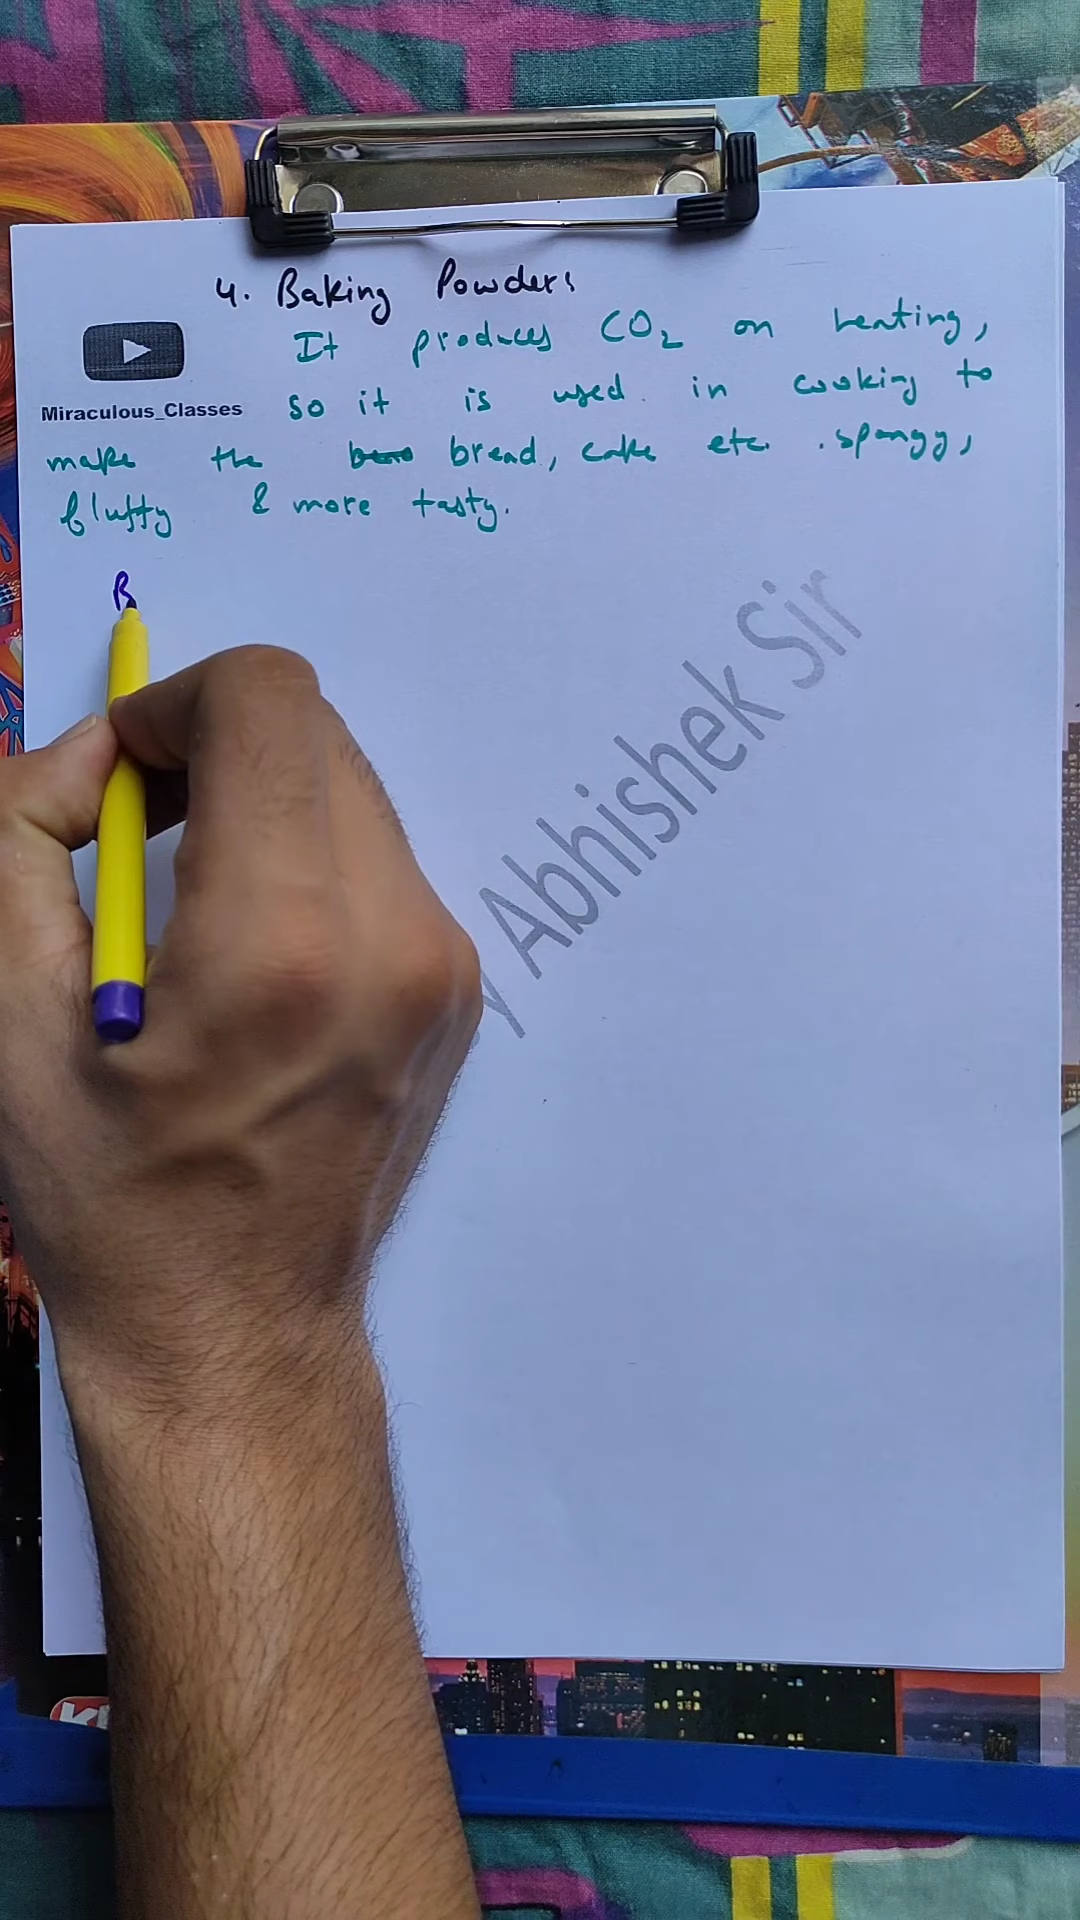 4. Baking Powder:
It produces CO₂ on heating,
Miraculous_Classes
so it is used in cooking to
make the bread, cake etc. spongy,
fluffy & more tasty.
B
y Abhishek Sir